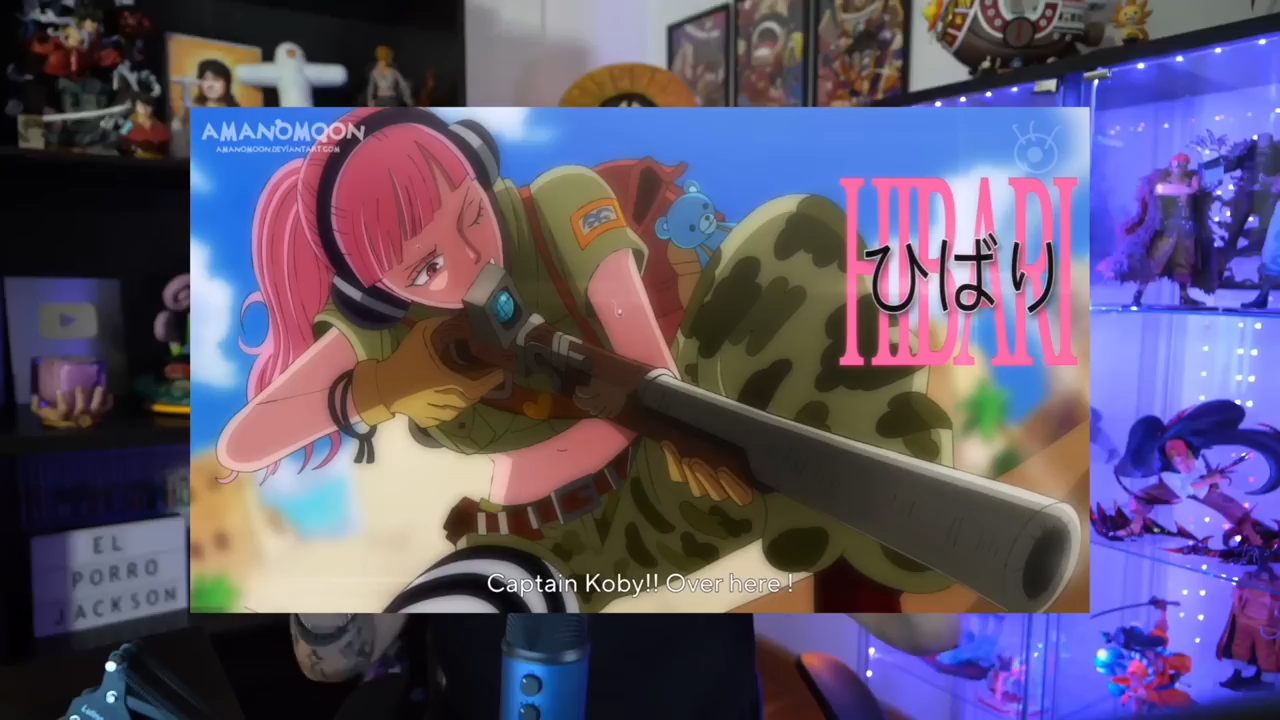 AMANOMOON
AMANOMOON.DEVIANTART.COM
HIBARI
ひばり
Captain Koby!! Over here !
EL
PORRO
JACKSON